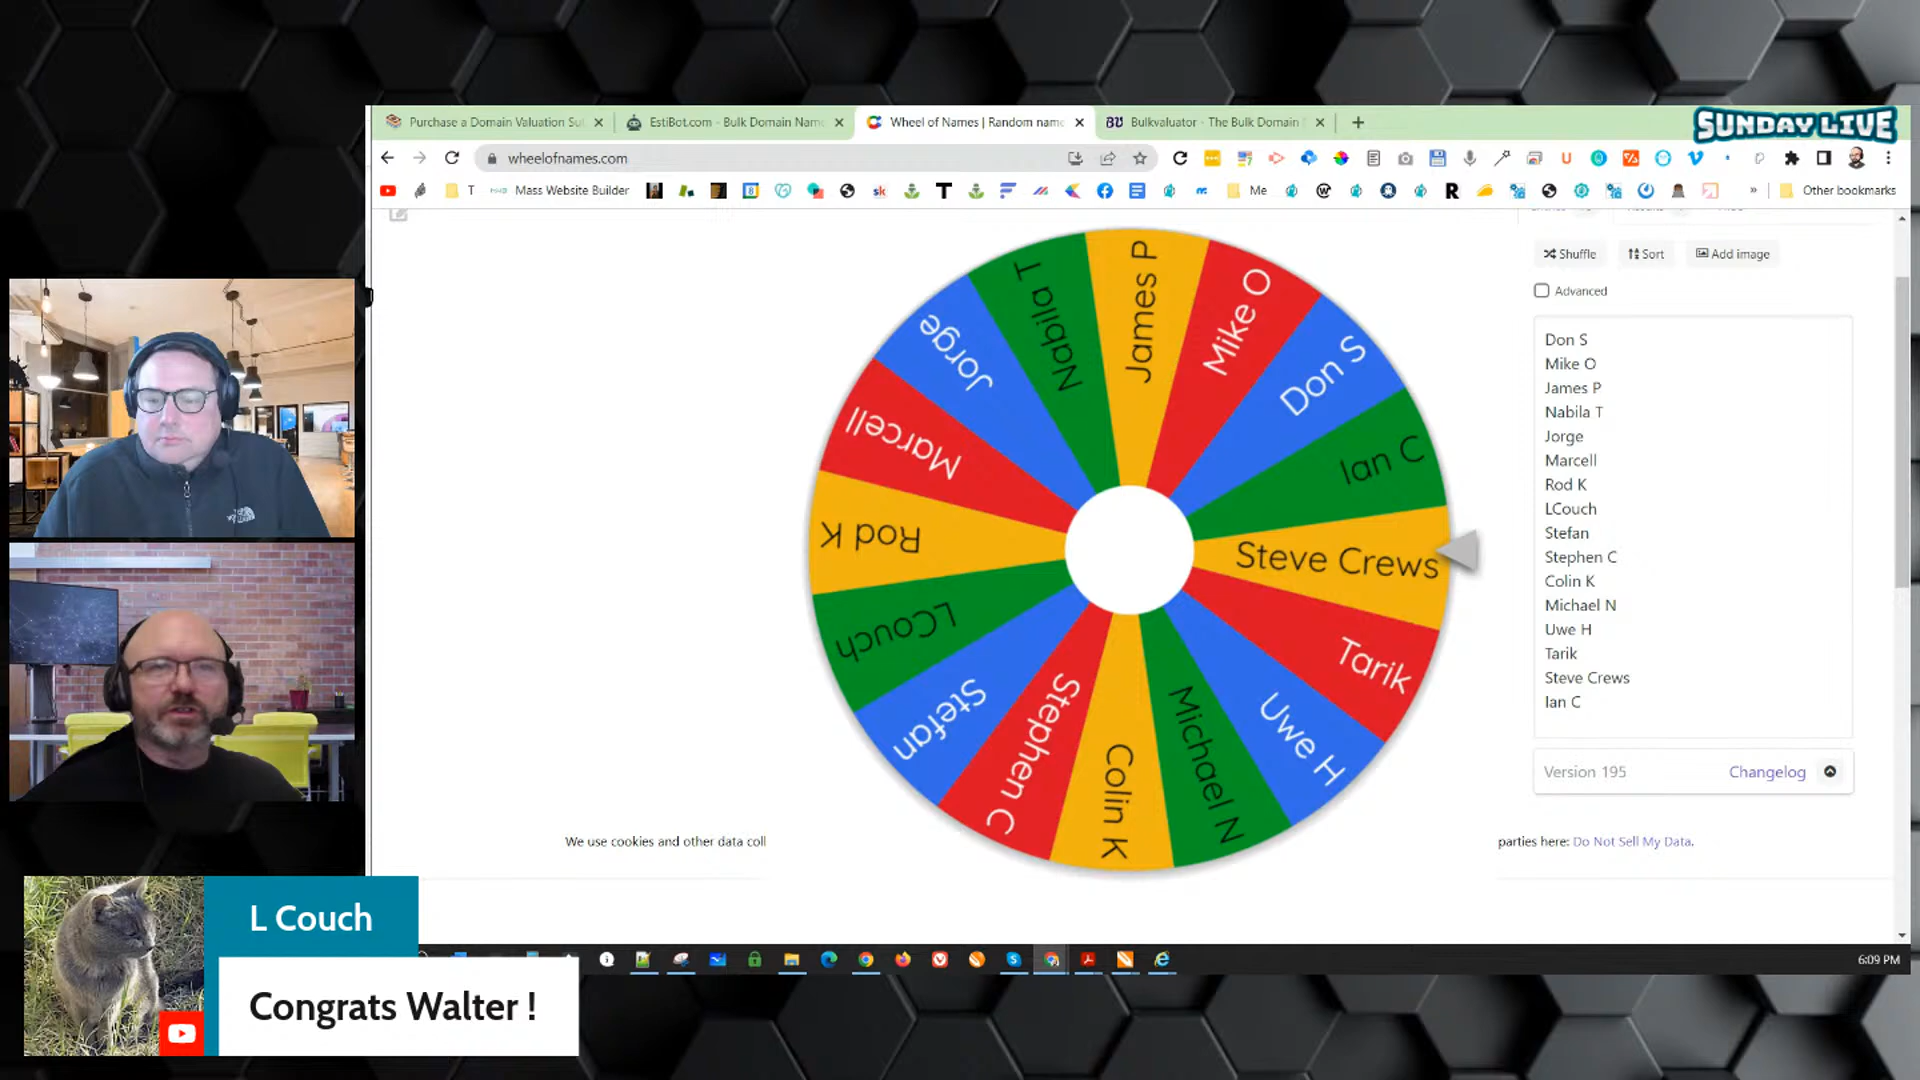 Purchase a Domain Valuation Su
EstiBot.com - Bulk Domain Nam
Wheel of Names | Random name
Bulkvaluator - The Bulk Domain
SUNDAY LIVE
wheelofnames.com
T
Mass Website Builder
sk
T
Me
R
»
Other bookmarks
Shuffle
Sort
Add image
Advanced
Don S
Mike O
James P
Nabila T
Jorge
Marcell
Rod K
LCouch
Stefan
Stephen C
Colin K
Michael N
Uwe H
Tarik
Steve Crews
Ian C
James P
Mike O
Don S
Ian C
Steve Crews
Tarik
Uwe H
Michael N
Colin K
Stephen C
Stefan
LCouch
Rod K
Marcell
Jorge
Nabila T
Version 195
Changelog
We use cookies and other data coll
parties here: Do Not Sell My Data.
6:09 PM
L Couch
Congrats Walter !